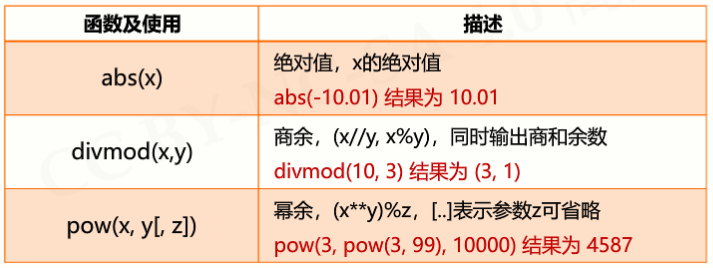 函数及使用 描述
abs(x)
绝对值，x的绝对值
abs(-10.01) 结果为 10.01
divmod(x,y)
商余，(x//y, x%y)，同时输出商和余数
divmod(10, 3) 结果为 (3, 1)
pow(x, y[, z])
幂余，(x**y)%z，[..]表示参数z可省略
pow(3, pow(3, 99), 10000) 结果为 4587